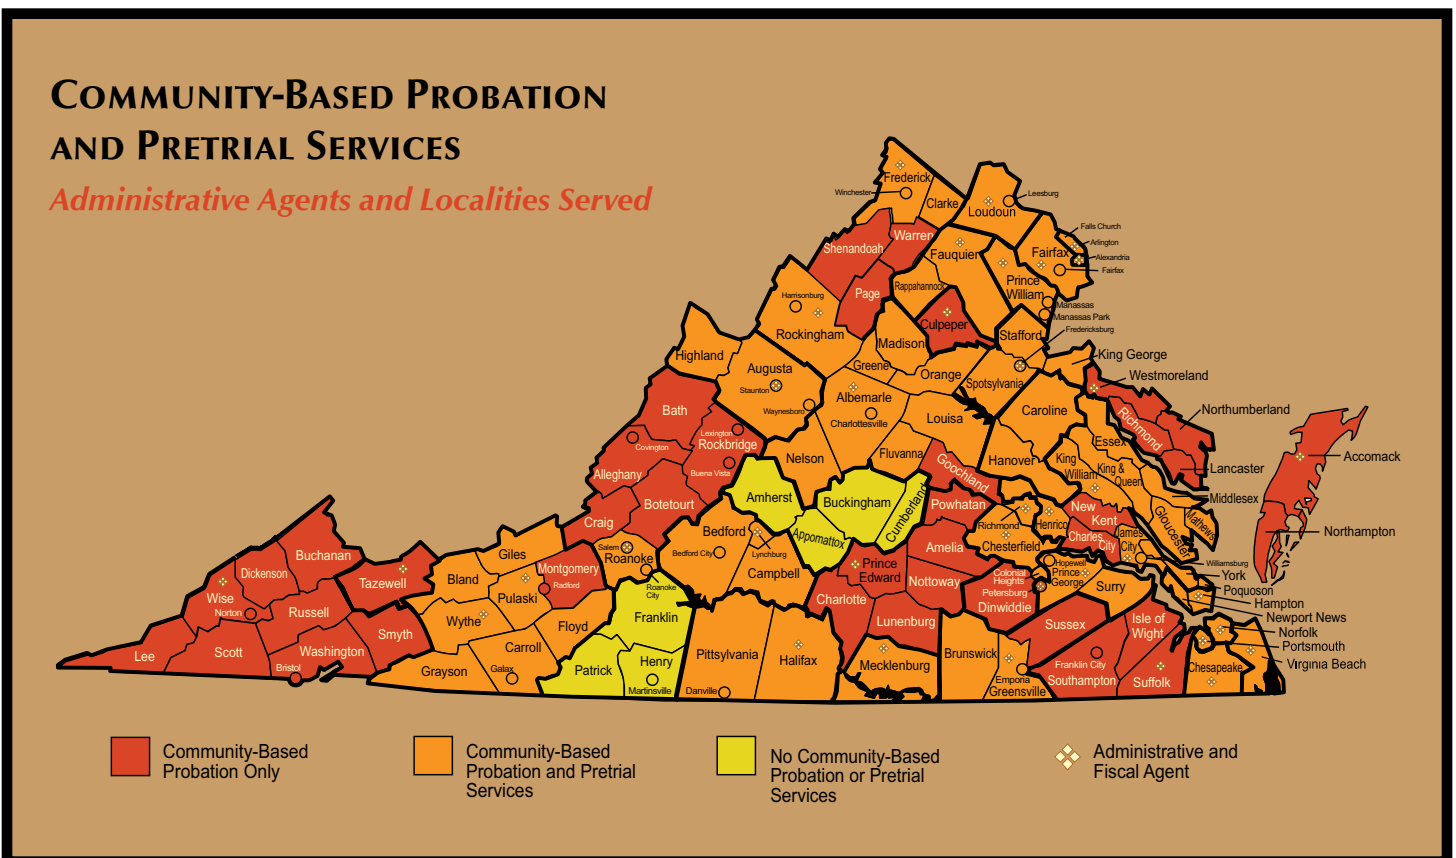 COMMUNITY-BASED PROBATION
AND PRETRIAL SERVICES
Administrative Agents and Localities Served
Frederick
Winchester
Clarke
Leesburg
Loudoun
Shenandoah
Warren
Falls Church
Arlington
Fairfax
Alexandria
Fairfax
Fauquier
Page
Rappahannock
Prince
William
Manassas
Manassas Park
Harrisonburg
Rockingham
Culpeper
Stafford
Fredericksburg
Madison
Highland
King George
Greene
Augusta
Orange
Westmoreland
Spotsylvania
Staunton
Albemarle
Waynesboro
Charlottesville
Bath
Caroline
Northumberland
Louisa
Richmond
Lexington
Rockbridge
Covington
Essex
Fluvanna
Nelson
Goochland
Hanover
King
William
King &
Queen
Accomack
Lancaster
Alleghany
Buena Vista
Amherst
Buckingham
Cumberland
Middlesex
Botetourt
Powhatan
New
Kent
Gloucester
Mathews
Craig
Richmond
Henrico
Bedford
Appomattox
Charles
City
James
City
Northampton
Salem
Roanoke
Bedford City
Lynchburg
Amelia
Chesterfield
Giles
Buchanan
Montgomery
Campbell
Prince
Edward
Hopewell
Prince
George
Williamsburg
Dickenson
Tazewell
Bland
Radford
Roanoke
City
Nottoway
Colonial
Heights
Petersburg
Surry
York
Poquoson
Wise
Pulaski
Charlotte
Dinwiddie
Hampton
Norton
Russell
Wythe
Floyd
Franklin
Lunenburg
Sussex
Isle of
Wight
Newport News
Norfolk
Smyth
Carroll
Portsmouth
Lee
Scott
Washington
Bristol
Grayson
Galax
Patrick
Henry
Martinsville
Pittsylvania
Danville
Halifax
Mecklenburg
Brunswick
Emporia
Greensville
Franklin City
Southampton
Suffolk
Chesapeake
Virginia Beach
Community-Based
Probation Only
Community-Based
Probation and Pretrial
Services
No Community-Based
Probation or Pretrial
Services
Administrative and
Fiscal Agent